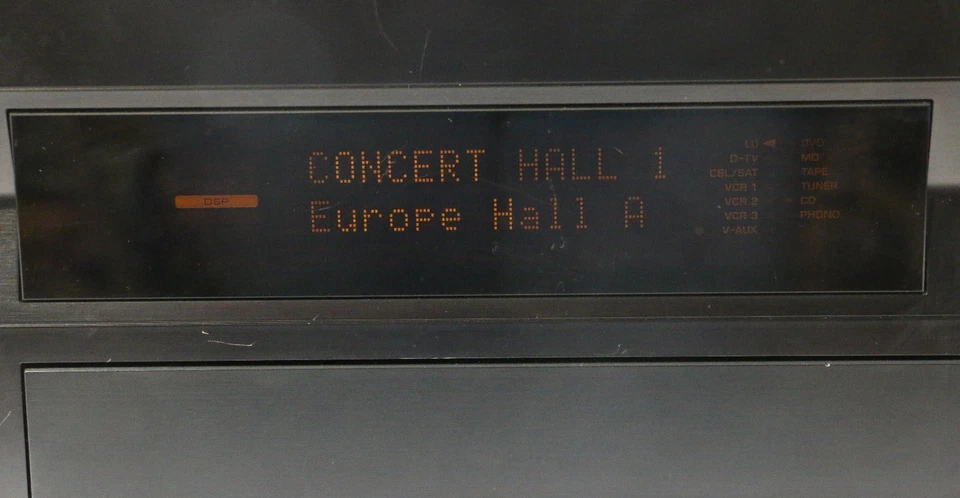 CONCERT HALL 1
DSP
Europe Hall A
LD DVD
D-TV MD
CBL/SAT TAPE
VCR 1 TUNER
VCR 2 CD
VCR 3 PHONO
V-AUX